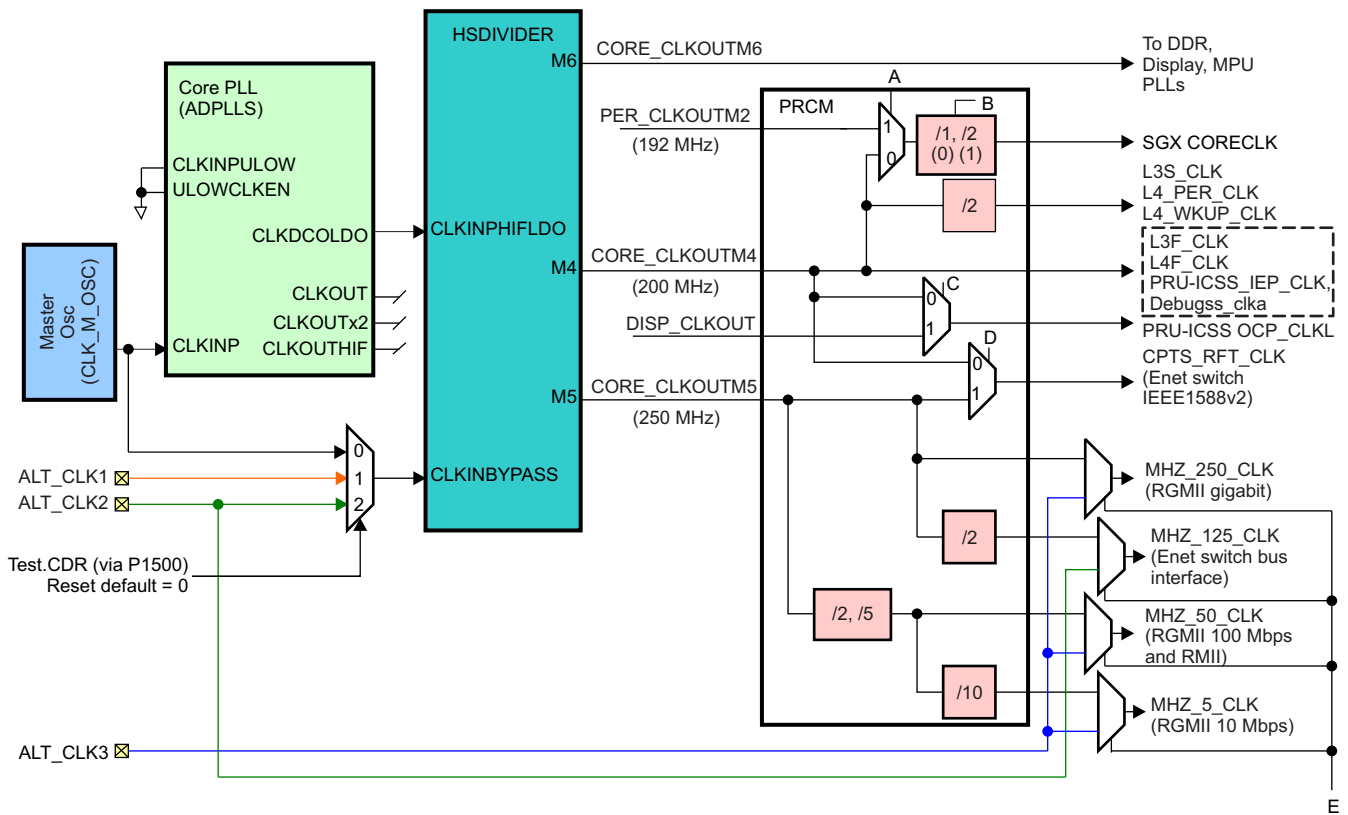 HSDIVIDER
M6
CORE_CLKOUTM6
To DDR,
Display, MPU
PLLs
Core PLL
(ADPLLS)
A
PRCM
B
PER_CLKOUTM2
(192 MHz)
1
0
/1, /2
(0) (1)
SGX CORECLK
CLKINPULOW
ULOWCLKEN
L3S_CLK
L4_PER_CLK
L4_WKUP_CLK
/2
CLKDCOLDO
CLKINPHIFLDO
M4
CORE_CLKOUTM4
(200 MHz)
L3F_CLK
L4F_CLK
PRU-ICSS_IEP_CLK,
Debugss_clka
Master
Osc
(CLK_M_OSC)
CLKOUT
CLKOUTx2
CLKOUTHIF
CLKINP
DISP_CLKOUT
C
0
1
PRU-ICSS OCP_CLKL
D
0
1
CPTS_RFT_CLK
(Enet switch
IEEE1588v2)
M5
CORE_CLKOUTM5
(250 MHz)
0
1
2
CLKINBYPASS
ALT_CLK1
ALT_CLK2
MHZ_250_CLK
(RGMII gigabit)
Test.CDR (via P1500)
Reset default = 0
/2
MHZ_125_CLK
(Enet switch bus
interface)
/2, /5
MHZ_50_CLK
(RGMII 100 Mbps
and RMII)
/10
MHZ_5_CLK
(RGMII 10 Mbps)
ALT_CLK3
E